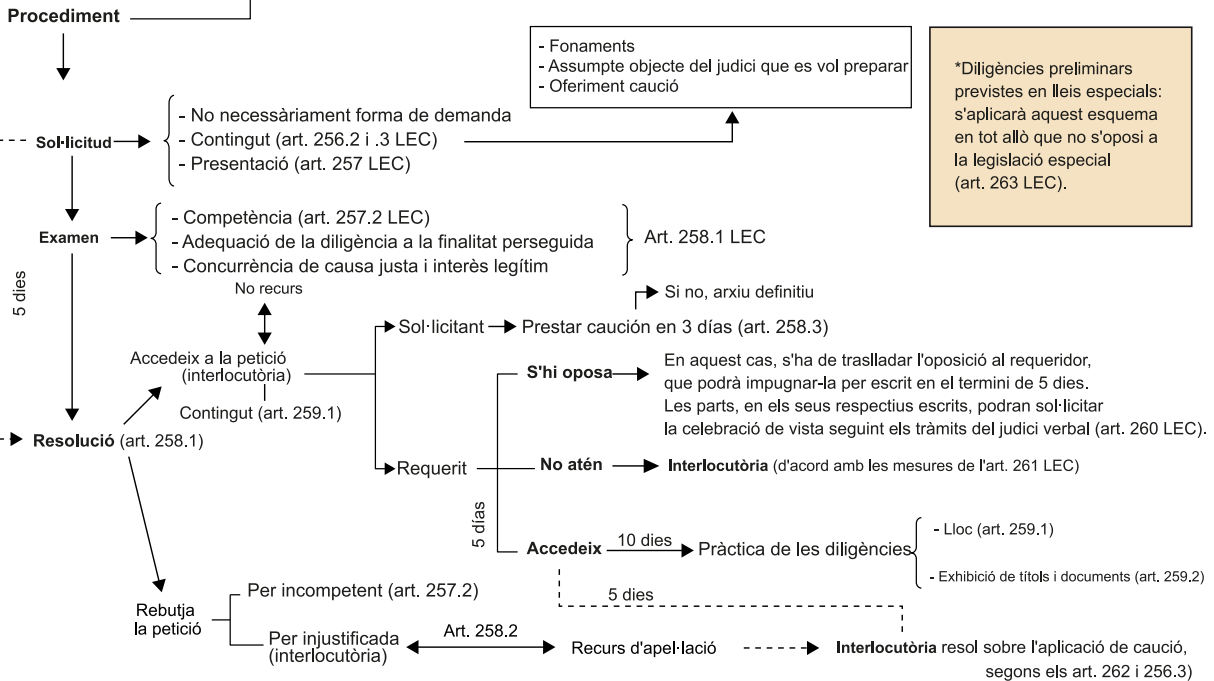 Procediment
- Fonaments
- Assumpte objecte del judici que es vol preparar
- Oferiment caució
*Diligències preliminars
previstes en lleis especials:
s'aplicarà aquest esquema
en tot allò que no s'oposi a
la legislació especial
(art. 263 LEC).
Sol·licitud
- No necessàriament forma de demanda
- Contingut (art. 256.2 i .3 LEC)
- Presentació (art. 257 LEC)
Examen
- Competència (art. 257.2 LEC)
- Adequació de la diligència a la finalitat perseguida
- Concurrència de causa justa i interès legítim
Art. 258.1 LEC
5 dies
No recurs
Accedeix a la petició
(interlocutòria)
Contingut (art. 259.1)
Si no, arxiu definitiu
Sol·licitant
Prestar caución en 3 días (art. 258.3)
S'hi oposa
En aquest cas, s'ha de traslladar l'oposició al requeridor,
que podrà impugnar-la per escrit en el termini de 5 dies.
Les parts, en els seus respectius escrits, podran sol·licitar
la celebració de vista seguint els tràmits del judici verbal (art. 260 LEC).
Resolució (art. 258.1)
Requerit
No atén
Interlocutòria (d'acord amb les mesures de l'art. 261 LEC)
5 días
Accedeix
10 dies
Pràctica de les diligències
- Lloc (art. 259.1)
- Exhibició de títols i documents (art. 259.2)
5 dies
Rebutja
la petició
Per incompetent (art. 257.2)
Per injustificada
(interlocutòria)
Art. 258.2
Recurs d'apel·lació
Interlocutòria resol sobre l'aplicació de caució,
segons els art. 262 i 256.3)